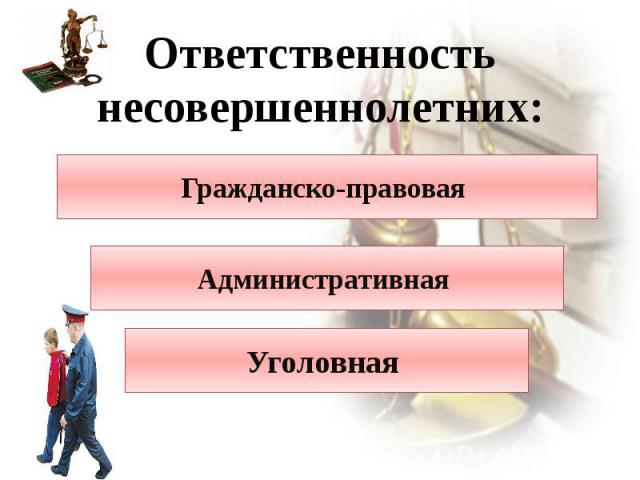 Ответственность
несовершеннолетних:
Гражданско-правовая
Административная
Уголовная